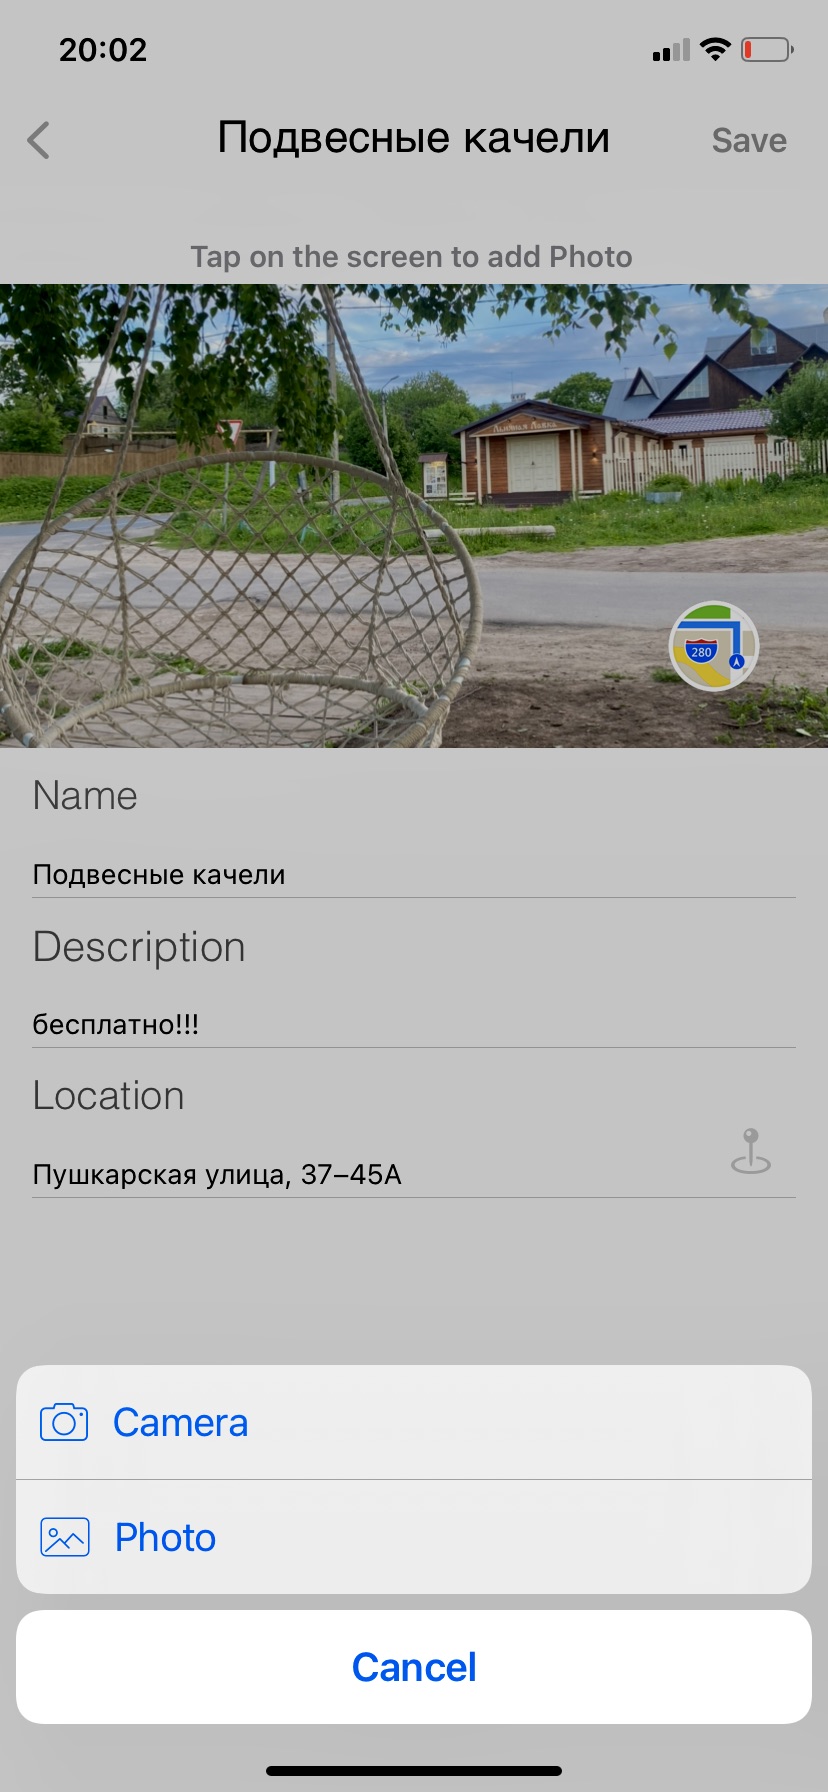 20:02
Подвесные качели
Save
Tap on the screen to add Photo
280
Name
Подвесные качели
Description
бесплатно!!!
Location
Пушкарская улица, 37–45А
Camera
Photo
Cancel